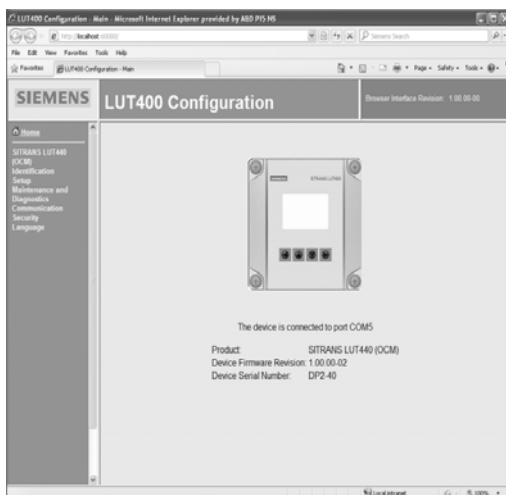 LUT400 Configuration - Main - Microsoft Internet Explorer provided by
http://localhost
Search
File Edit View Favorites Tools Help
Favorites
LUT400 Configuration - Main
Page Safety Tools
SIEMENS
LUT400 Configuration
Browser Interface Revision: 1.00.00-00
Home
SITRANS LUT440
(OCM)
Identification
Setup
Maintenance and
Diagnostics
Communication
Security
Language
SIEMENS
SITRANS LUT400
The device is connected to port COM5
Product: SITRANS LUT440 (OCM)
Device Firmware Revision: 1.00.00-02
Device Serial Number: DP2-40
Local intranet
100%